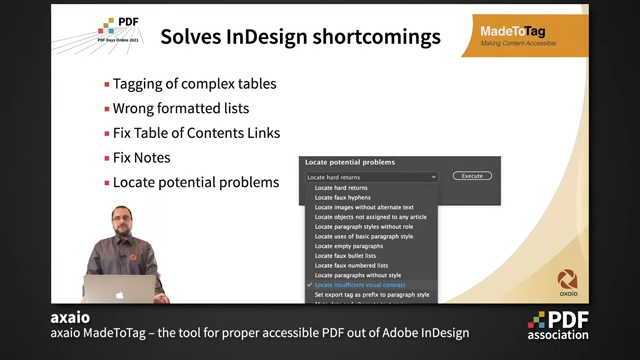 PDF
PDF Days Online 2021
Solves InDesign shortcomings
MadeToTag
Making Content Accessible
Tagging of complex tables
Wrong formatted lists
Fix Table of Contents Links
Fix Notes
Locate potential problems
Locate potential problems
Locate hard returns
Execute
Locate hard returns
Locate faux hyphens
Locate images without alternate text
Locate objects not assigned to any article
Locate paragraph styles without role
Locate uses of basic paragraph style
Locate empty paragraphs
Locate faux bullet lists
Locate faux numbered lists
Locate paragraphs without style
Locate insufficient visual contrast
Set export tag as prefix to paragraph style
axaio
axaio
axaio MadeToTag – the tool for proper accessible PDF out of Adobe InDesign
PDF
association